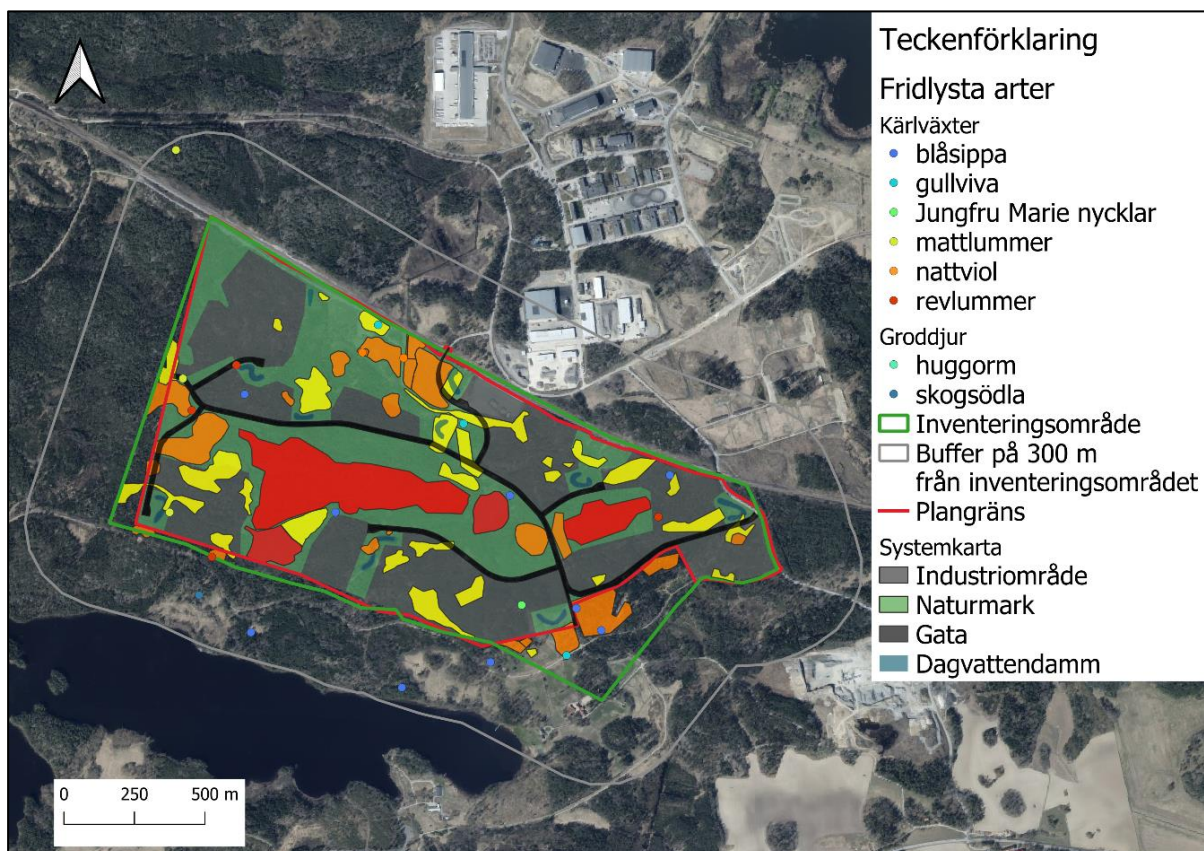 Teckenförklaring
Fridlysta arter
Kärlväxter
blåsippa
gullviva
Jungfru Marie nycklar
mattlummer
nattviol
revlummer
Groddjur
huggorm
skogsödla
Inventeringsområde
Buffer på 300 m
från inventeringsområdet
Plangräns
Systemkarta
Industriområde
Naturmark
Gata
Dagvattendamm
0 250 500 m